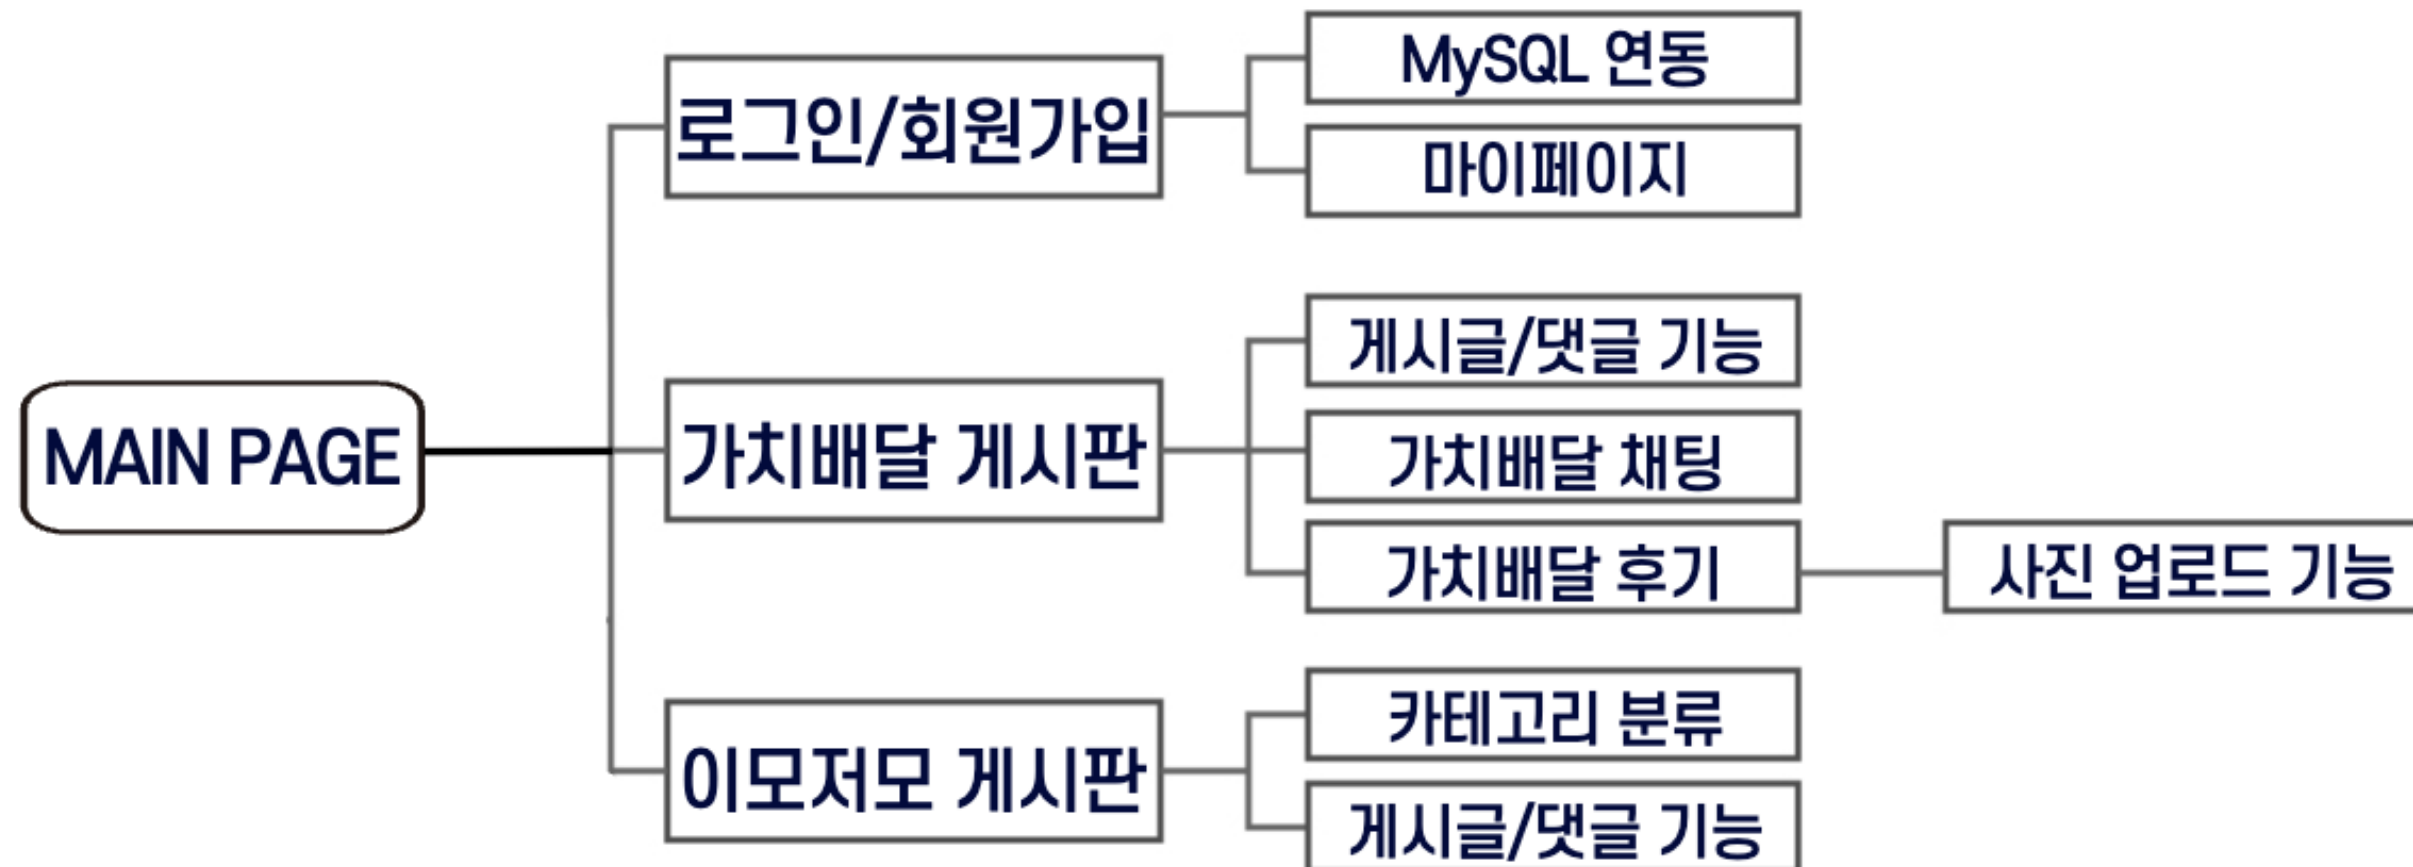 MAIN PAGE
로그인/회원가입
MySQL 연동
마이페이지
가치배달 게시판
게시글/댓글 기능
가치배달 채팅
가치배달 후기
사진 업로드 기능
이모저모 게시판
카테고리 분류
게시글/댓글 기능